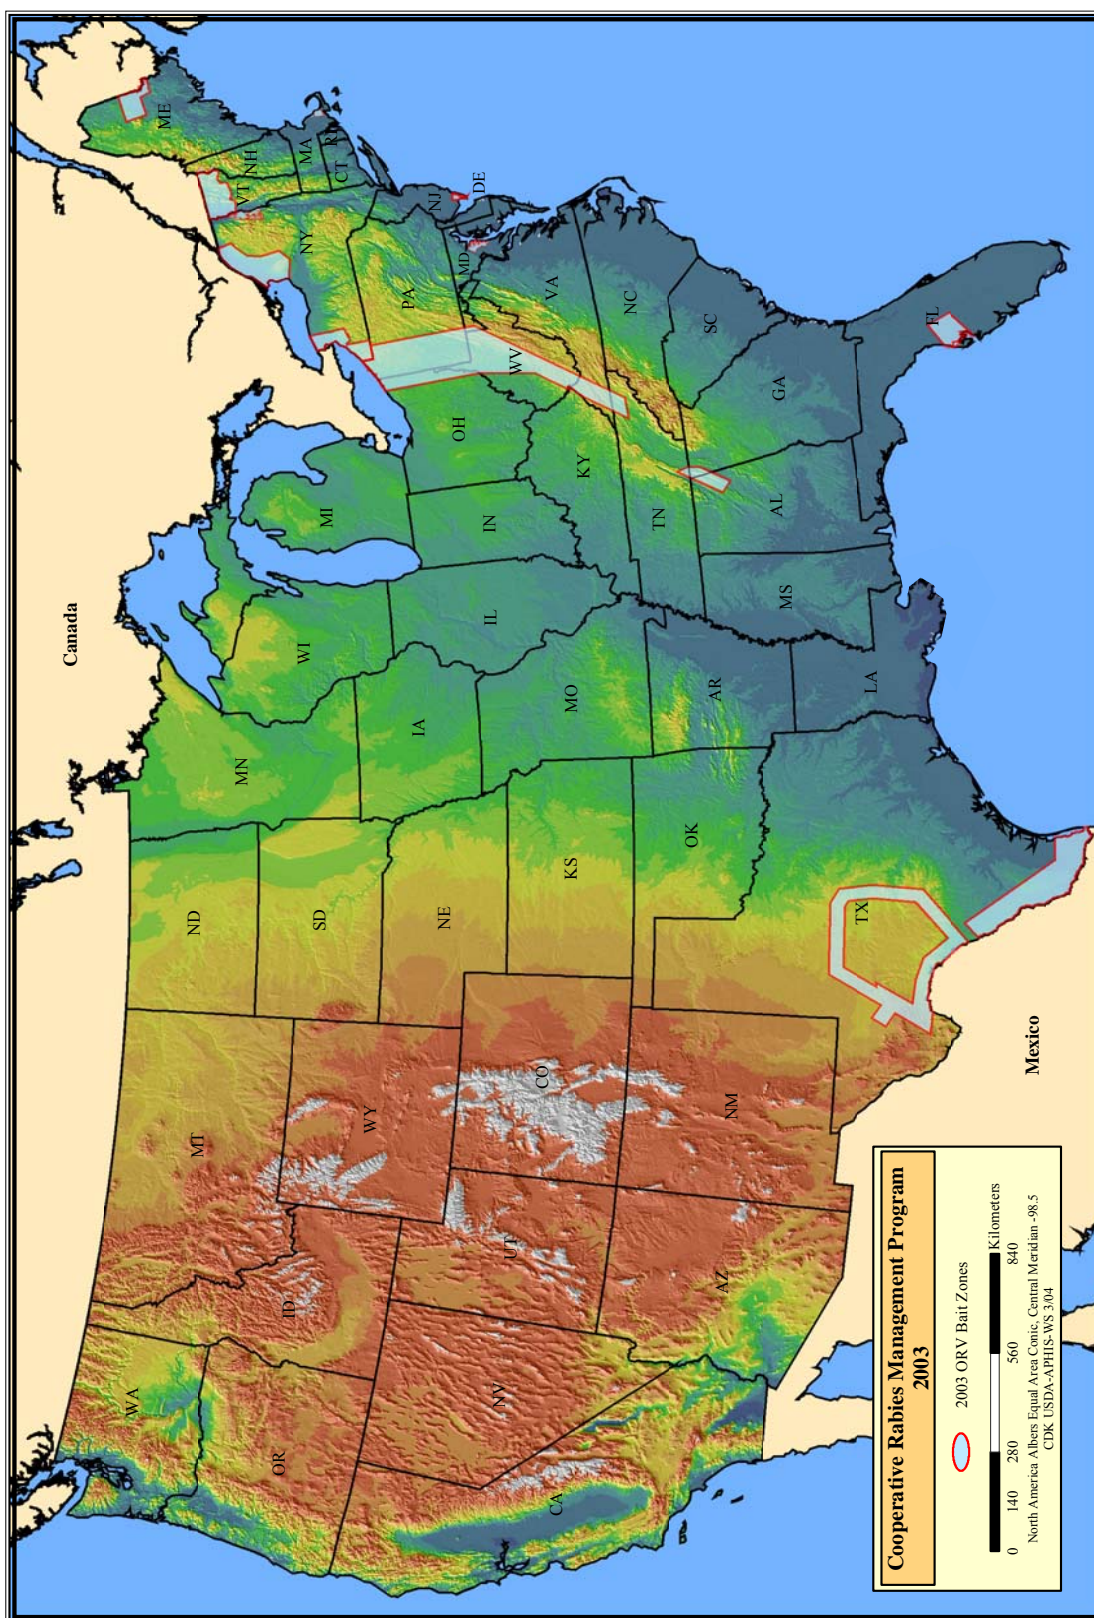 Canada
WA
MT
ND
MN
ME
VT
NH
MA
RI
CT
NY
OR
ID
WY
SD
WI
MI
NE
IA
PA
NJ
DE
MD
NV
UT
CO
KS
IL
IN
OH
WV
VA
CA
MO
KY
NC
AZ
NM
OK
AR
TN
SC
TX
LA
MS
AL
GA
FL
Mexico
Cooperative Rabies Management Program
2003
2003 ORV Bait Zones
0 140 280 560 840
Kilometers
North America Albers Equal Area Conic, Central Meridian -98.5
CDK USDA-APHIS-WS 3/04